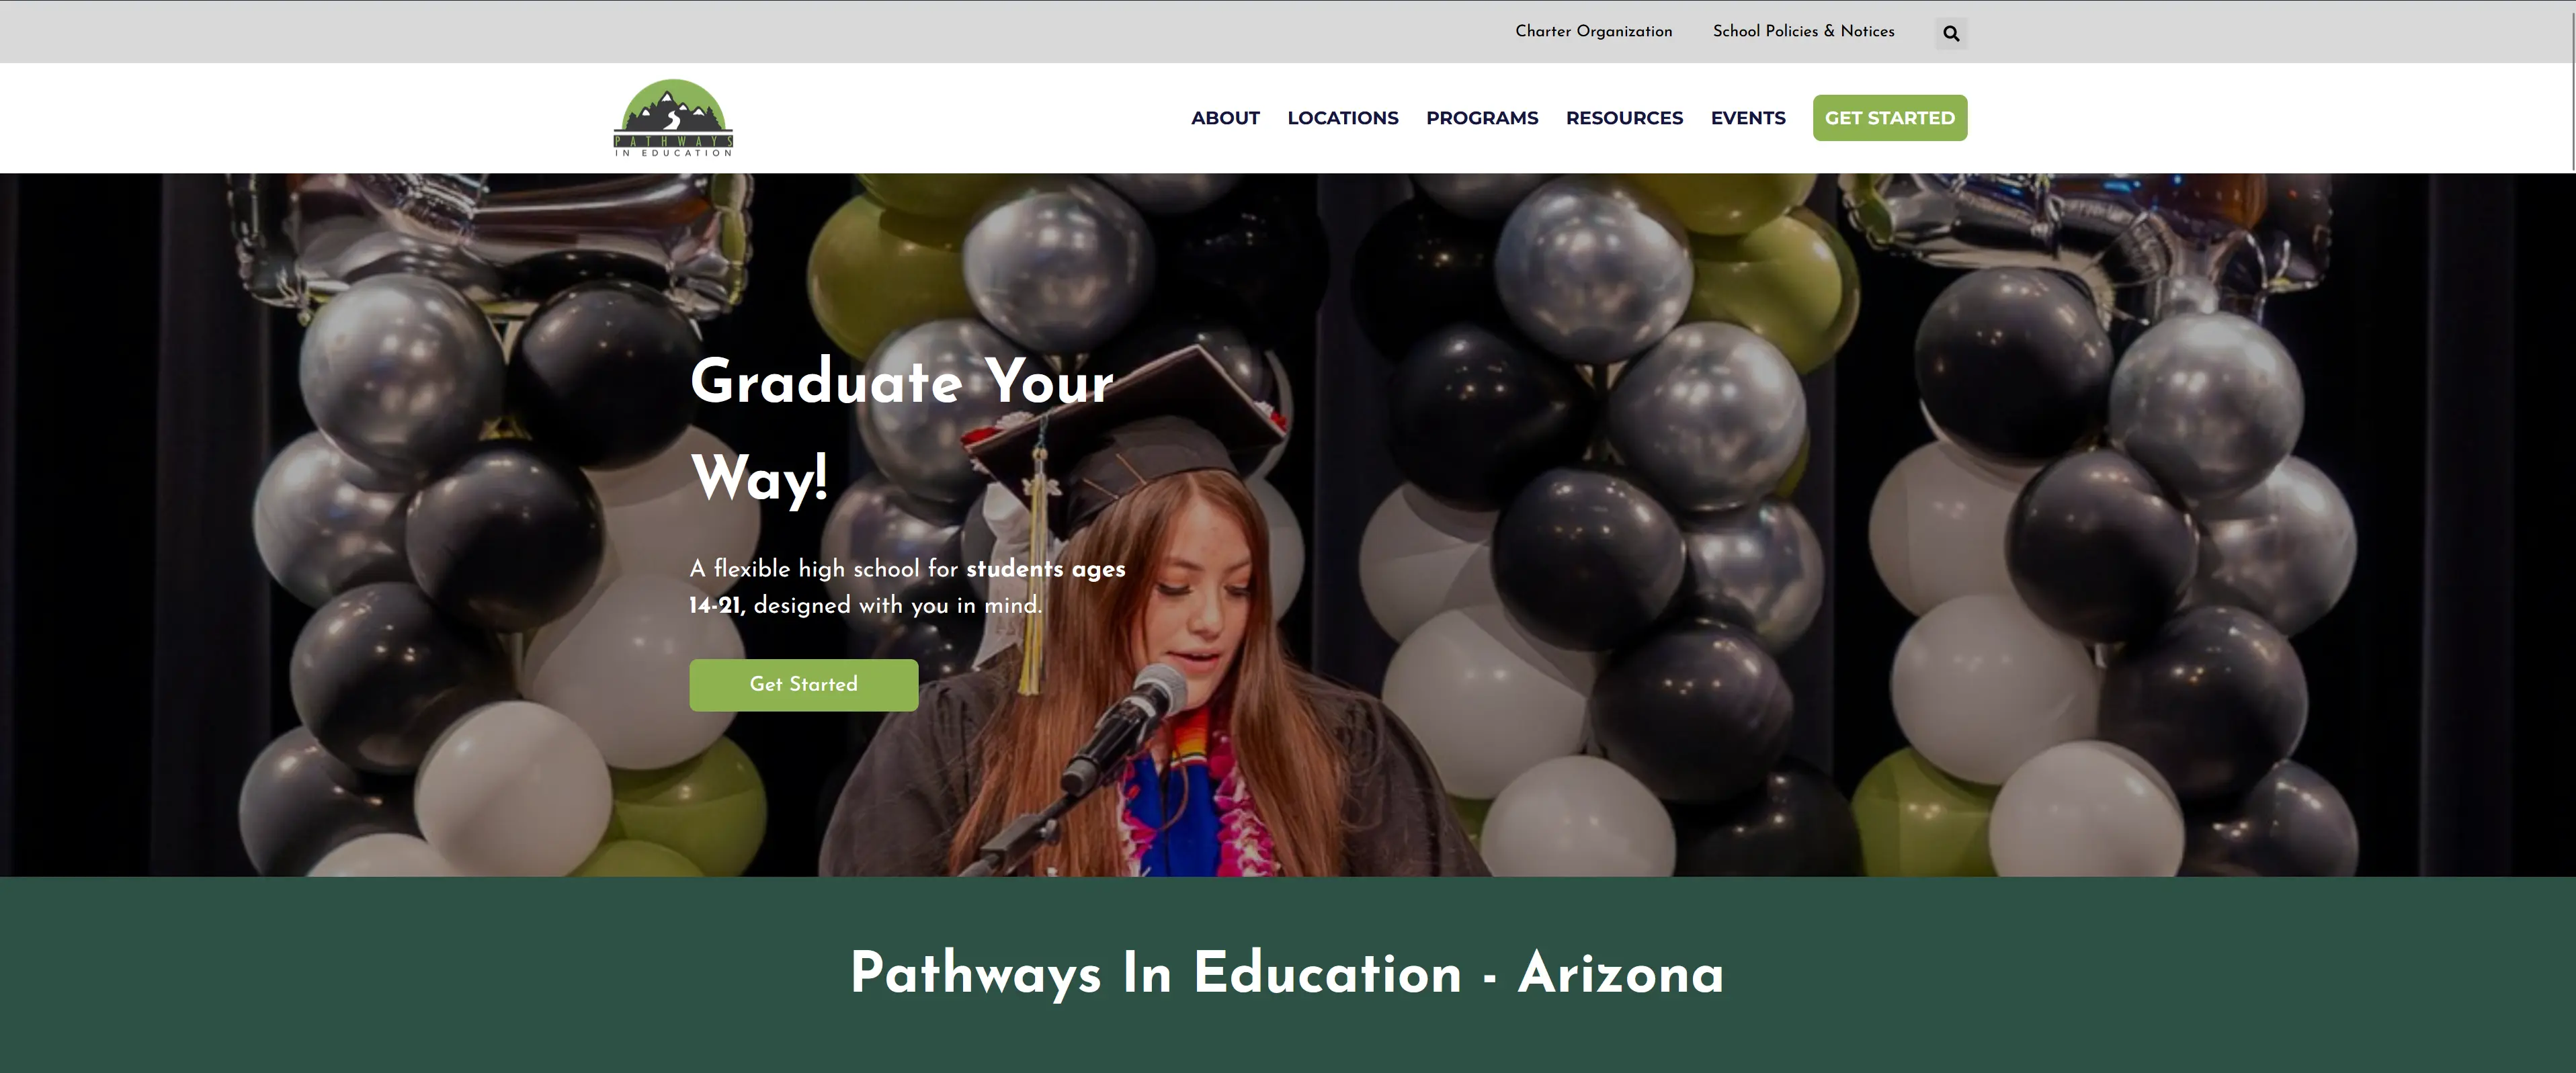 Charter Organization
School Policies & Notices
PATHWAYS
IN EDUCATION
ABOUT
LOCATIONS
PROGRAMS
RESOURCES
EVENTS
GET STARTED
Graduate Your
Way!
A flexible high school for students ages
14-21, designed with you in mind.
Get Started
Pathways In Education - Arizona